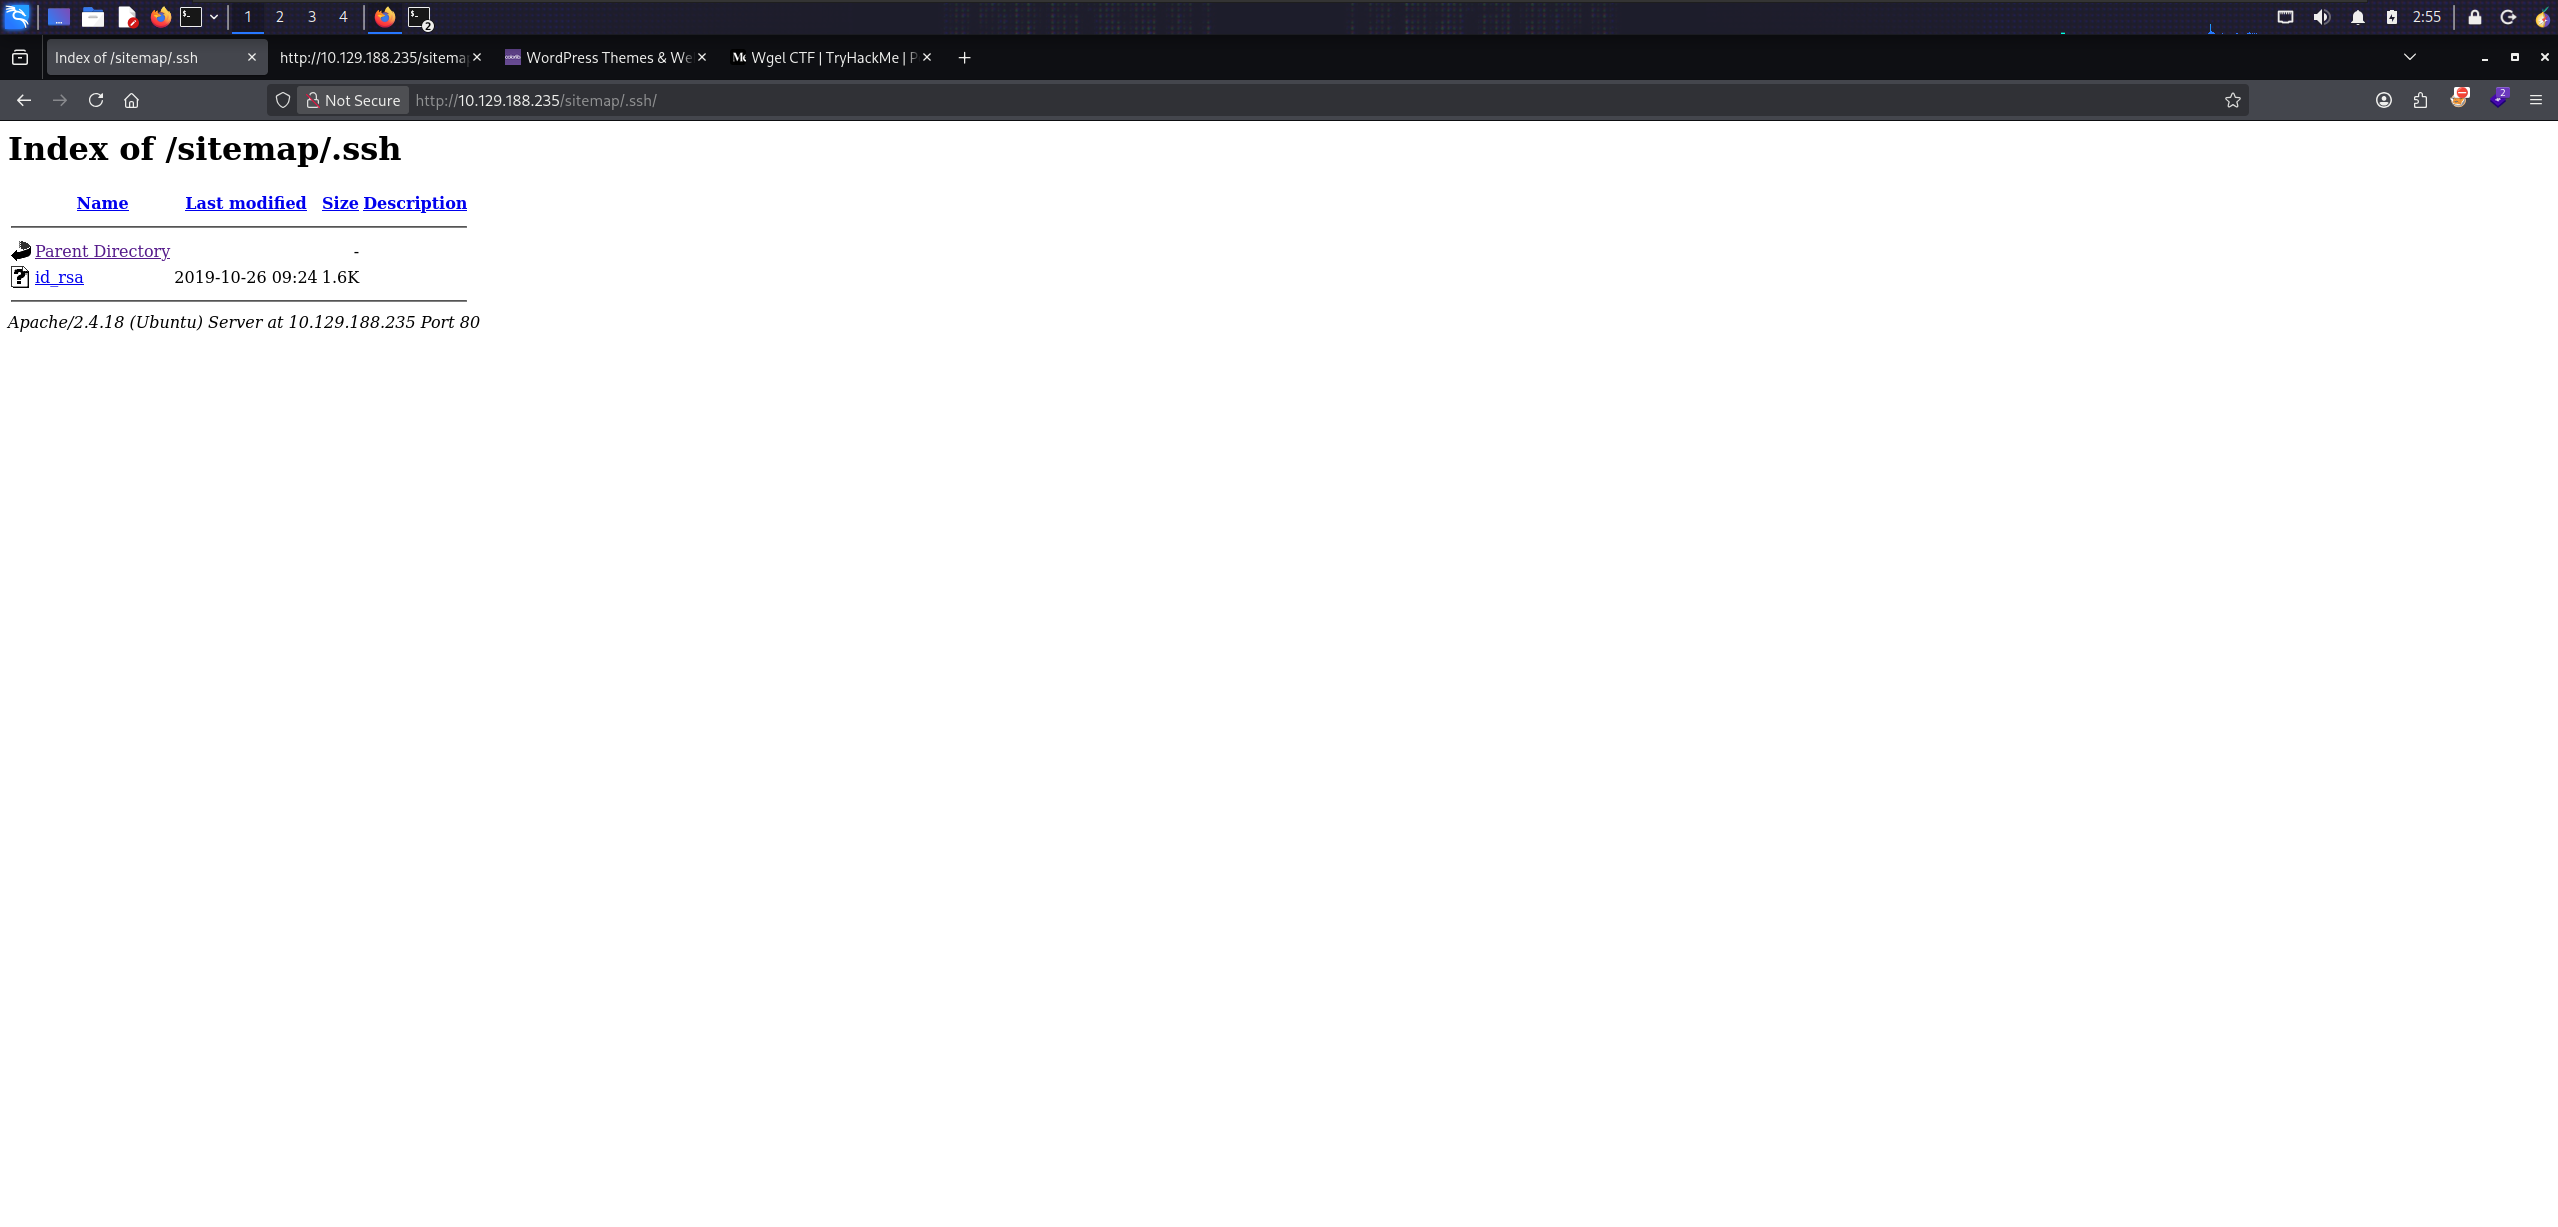 1 2 3 4 2 2:55
Index of /sitemap/.ssh http://10.129.188.235/sitema WordPress Themes & We Wgel CTF | TryHackMe | P
Not Secure http://10.129.188.235/sitemap/.ssh/ 2
Index of /sitemap/.ssh
Name Last modified Size Description
Parent Directory -
id_rsa 2019-10-26 09:24 1.6K
Apache/2.4.18 (Ubuntu) Server at 10.129.188.235 Port 80